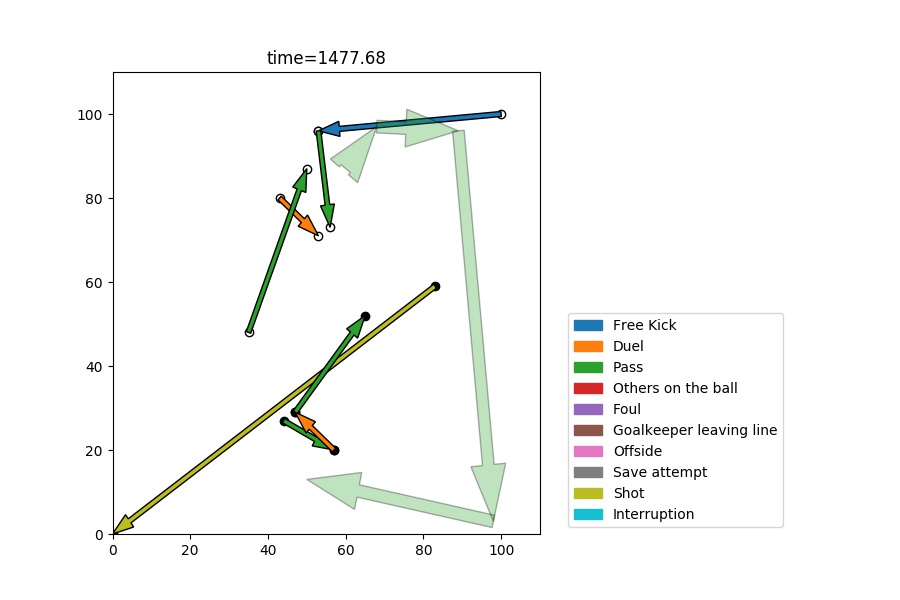 time=1477.68
100
80
60
40
20
0
0 20 40 60 80 100
Free Kick
Duel
Pass
Others on the ball
Foul
Goalkeeper leaving line
Offside
Save attempt
Shot
Interruption